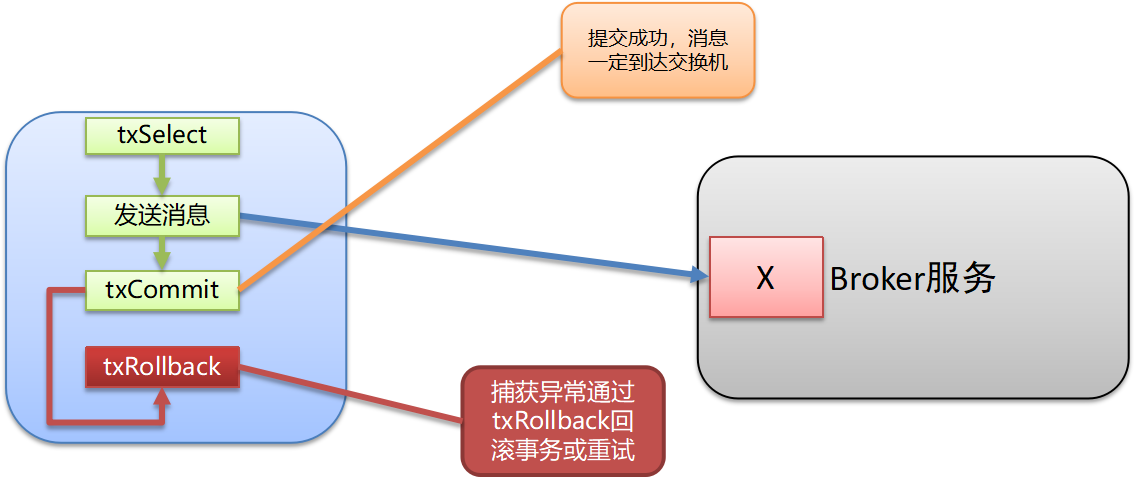 提交成功，消息
一定到达交换机
txSelect
发送消息
txCommit
txRollback
X
Broker服务
捕获异常通过
txRollback回
滚事务或重试